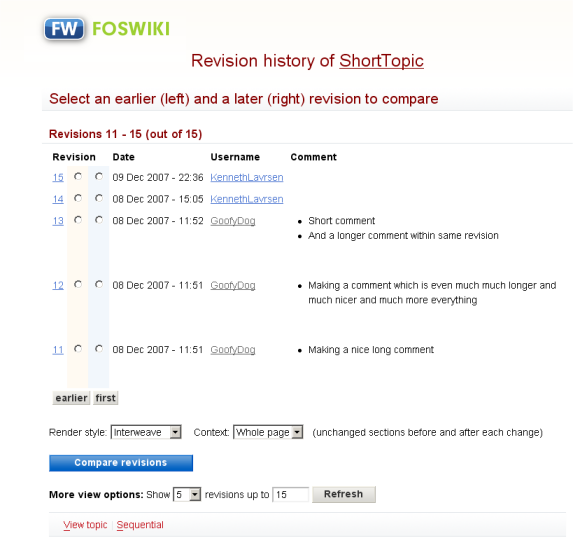 FW FOSWIKI
Revision history of ShortTopic
Select an earlier (left) and a later (right) revision to compare
Revisions 11 - 15 (out of 15)
Revision Date Username Comment
15 09 Dec 2007 - 22:36 KennethLavrsen
14 08 Dec 2007 - 15:05 KennethLavrsen
13 08 Dec 2007 - 11:52 GoofyDog • Short comment
• And a longer comment within same revision
12 08 Dec 2007 - 11:51 GoofyDog • Making a comment which is even much much longer and
much nicer and much more everything
11 08 Dec 2007 - 11:51 GoofyDog • Making a nice long comment
earlier first
Render style: Interweave Context: Whole page (unchanged sections before and after each change)
Compare revisions
More view options: Show 5 revisions up to 15 Refresh
View topic Sequential